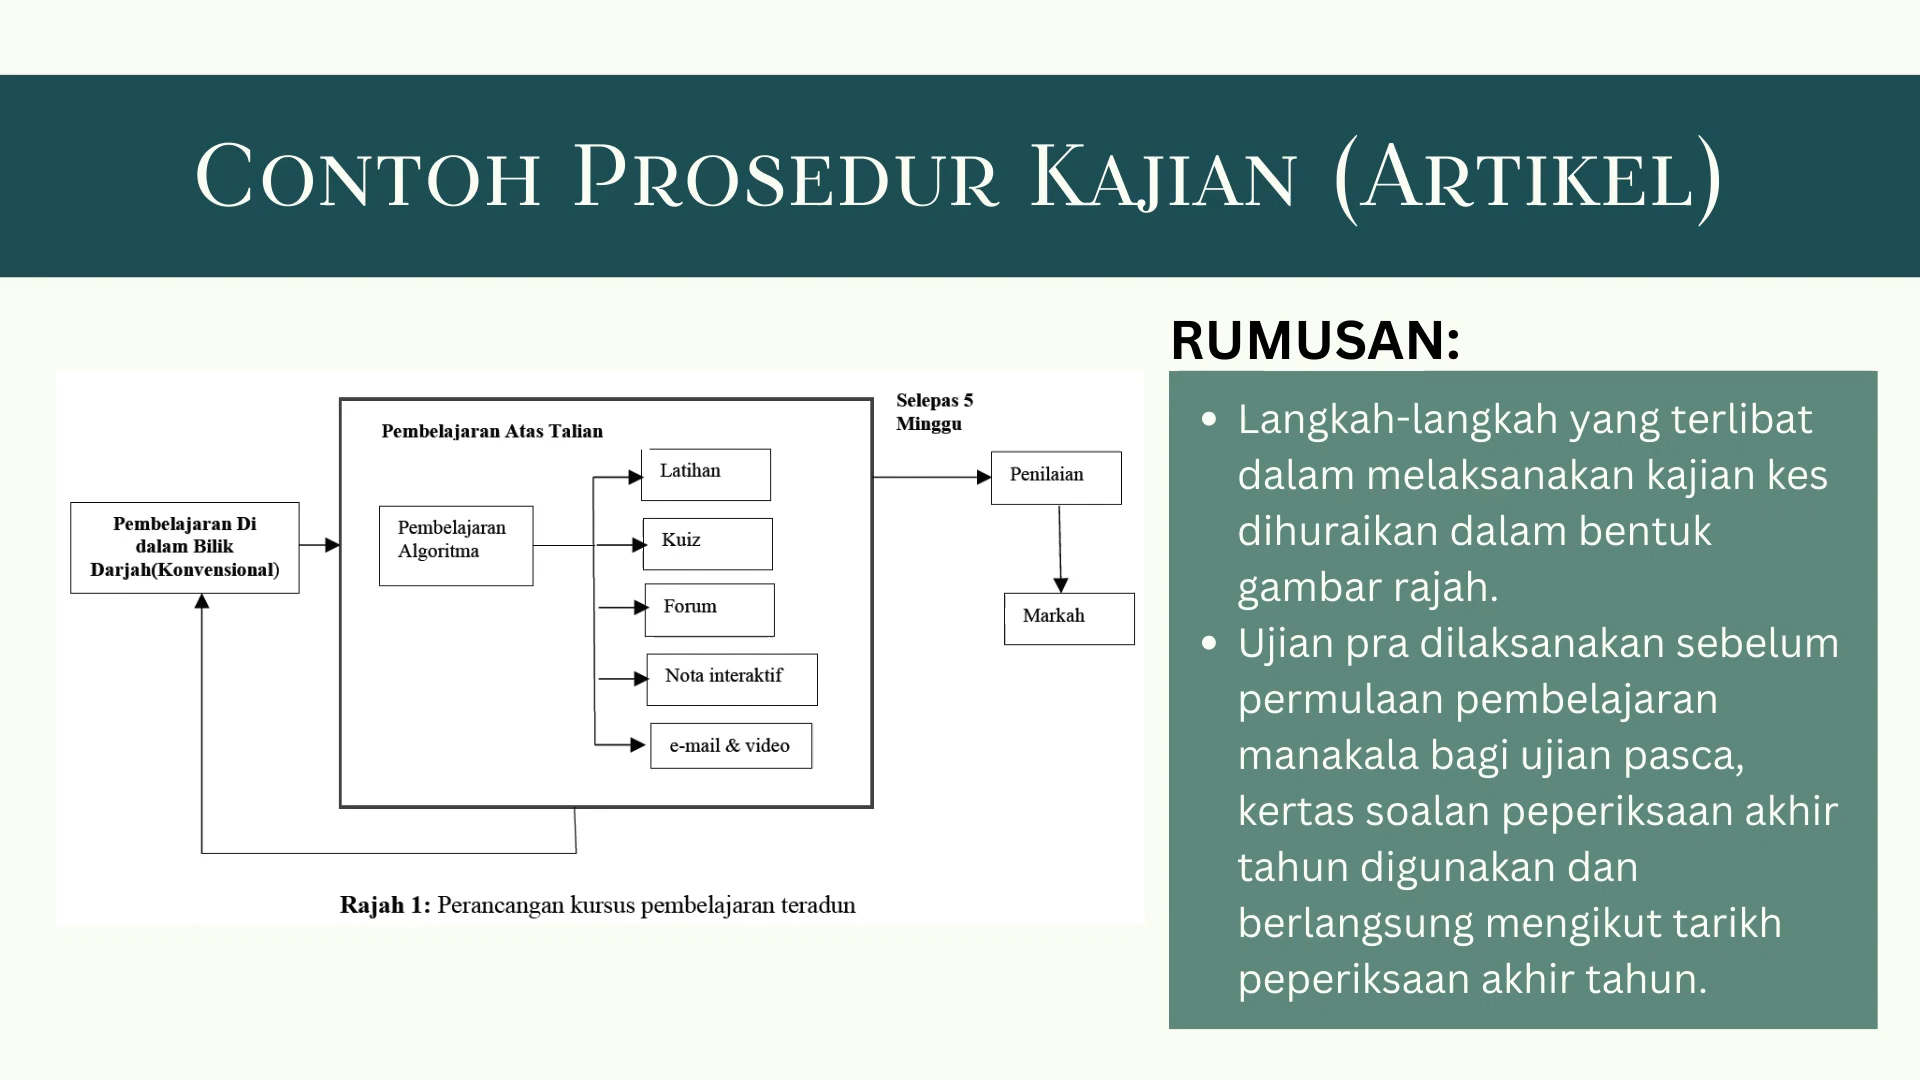 Contoh Prosedur Kajian (Artikel)
Pembelajaran Di
dalam Bilik
Darjah(Konvensional)
Pembelajaran Atas Talian
Pembelajaran
Algoritma
Latihan
Kuiz
Forum
Nota interaktif
e-mail & video
Selepas 5
Minggu
Penilaian
Markah
Rajah 1: Perancangan kursus pembelajaran teradun
RUMUSAN:
• Langkah-langkah yang terlibat
dalam melaksanakan kajian kes
dihuraikan dalam bentuk
gambar rajah.
• Ujian pra dilaksanakan sebelum
permulaan pembelajaran
manakala bagi ujian pasca,
kertas soalan peperiksaan akhir
tahun digunakan dan
berlangsung mengikut tarikh
peperiksaan akhir tahun.